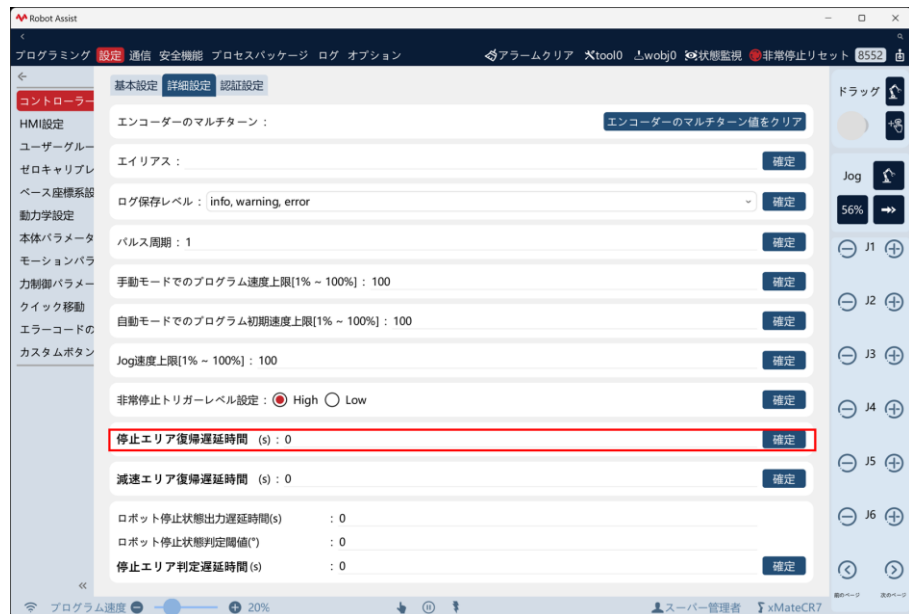 Robot Assist
プログラミング 設定 通信 安全機能 プロセスパッケージ ログ オプション アラームクリア tool0 wobj0 状態監視 非常停止リセット 8552
基本設定 詳細設定 認証設定
コントローラー
HMI設定
ユーザーグルー
ゼロキャリブレ
ベース座標系設
動力学設定
本体パラメータ
モーションパラ
力制御パラメー
クイック移動
エラーコードの
カスタムボタン
エンコーダーのマルチターン : エンコーダーのマルチターン値をクリア
エイリアス : 確定
ログ保存レベル : info, warning, error 確定
パルス周期 : 1 確定
手動モードでのプログラム速度上限[1% ~ 100%] : 100 確定
自動モードでのプログラム初期速度上限[1% ~ 100%] : 100 確定
Jog速度上限[1% ~ 100%] : 100 確定
非常停止トリガーレベル設定 : High Low 確定
停止エリア復帰遅延時間 (s) : 0 確定
減速エリア復帰遅延時間 (s) : 0 確定
ロボット停止状態出力遅延時間(s) : 0
ロボット停止状態判定閾値(°) : 0
停止エリア判定遅延時間(s) : 0 確定
ドラッグ
Jog
56%
J1
J2
J3
J4
J5
J6
前のページ 次のページ
プログラム速度 20% スーパー管理者 xMateCR7